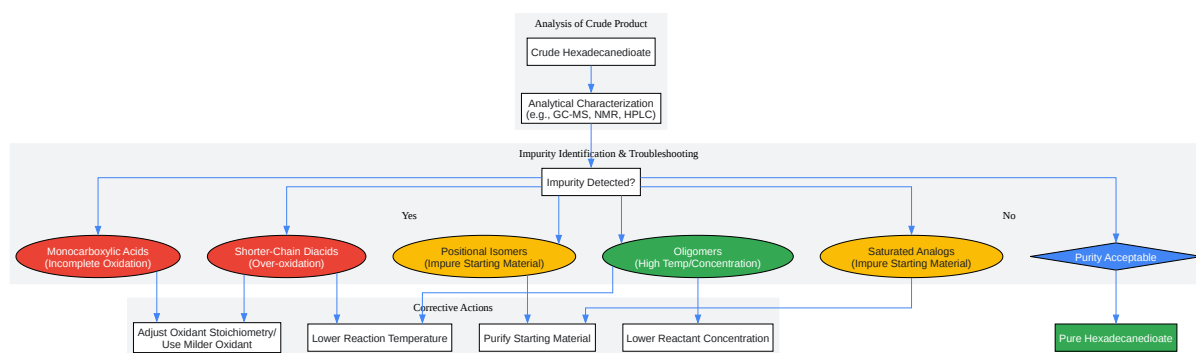 Analysis of Crude Product
Crude Hexadecanedioate
Analytical Characterization
(e.g., GC-MS, NMR, HPLC)
Impurity Identification & Troubleshooting
Impurity Detected?
Yes
No
Monocarboxylic Acids
(Incomplete Oxidation)
Shorter-Chain Diacids
(Over-oxidation)
Positional Isomers
(Impure Starting Material)
Oligomers
(High Temp/Concentration)
Saturated Analogs
(Impure Starting Material)
Purity Acceptable
Corrective Actions
Adjust Oxidant Stoichiometry/
Use Milder Oxidant
Lower Reaction Temperature
Purify Starting Material
Lower Reactant Concentration
Pure Hexadecanedioate